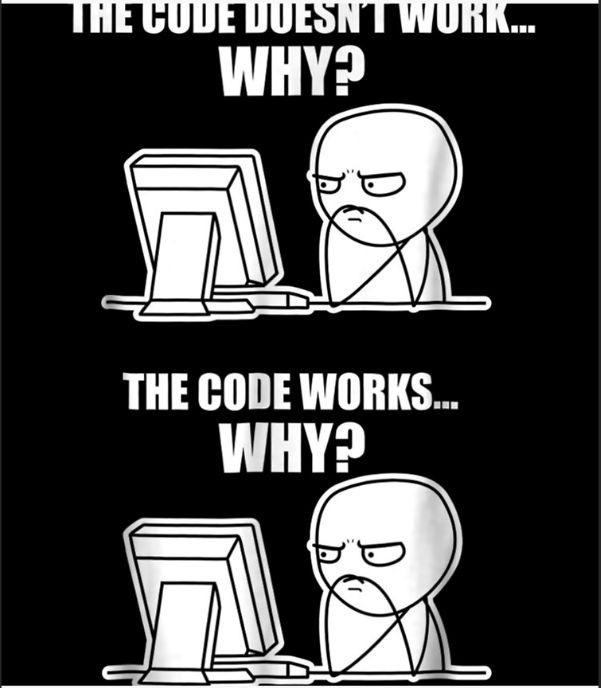 THE CODE DOESN'T WORK...
WHY?
THE CODE WORKS...
WHY?